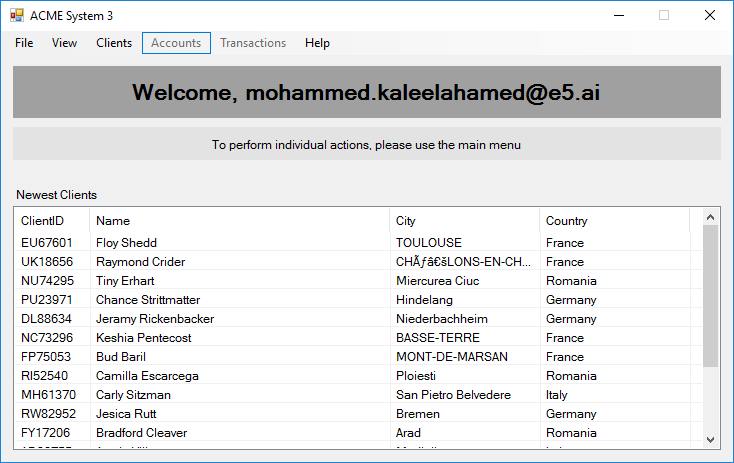 ACME System 3
File View Clients Accounts Transactions Help
Welcome, mohammed.kaleelahamed@e5.ai
To perform individual actions, please use the main menu
Newest Clients
ClientID Name City Country
EU67601 Floy Shedd TOULOUSE France
UK18656 Raymond Crider CHÃƒâ€šLONS-EN-CH... France
NU74295 Tiny Erhart Miercurea Ciuc Romania
PU23971 Chance Strittmatter Hindelang Germany
DL88634 Jeramy Rickenbacker Niederbachheim Germany
NC73296 Keshia Pentecost BASSE-TERRE France
FP75053 Bud Baril MONT-DE-MARSAN France
RI52540 Camilla Escarcega Ploiesti Romania
MH61370 Carly Sitzman San Pietro Belvedere Italy
RW82952 Jesica Rutt Bremen Germany
FY17206 Bradford Cleaver Arad Romania